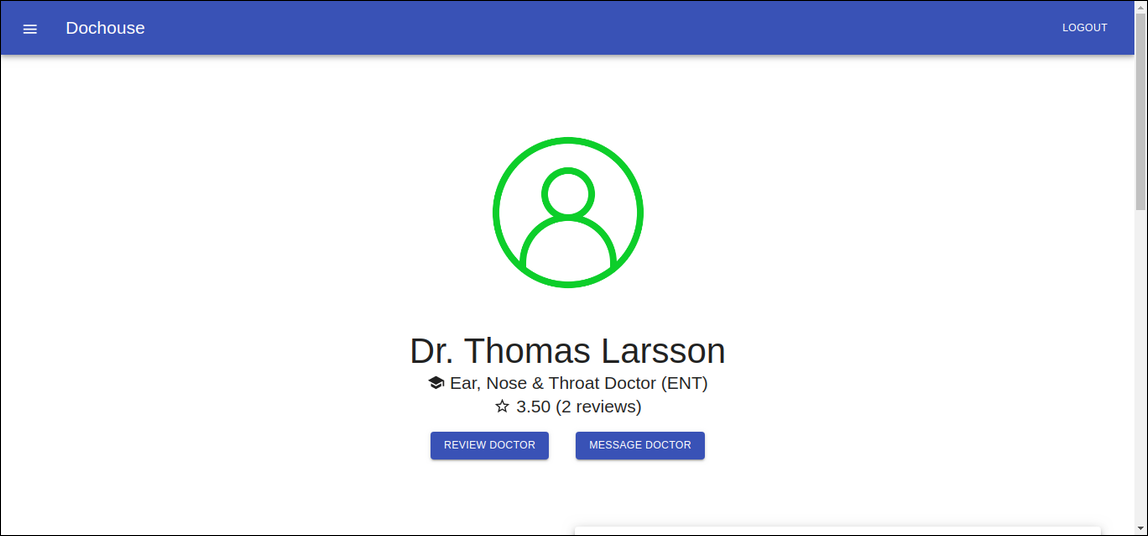 Dochouse
LOGOUT
Dr. Thomas Larsson
Ear, Nose & Throat Doctor (ENT)
3.50 (2 reviews)
REVIEW DOCTOR
MESSAGE DOCTOR